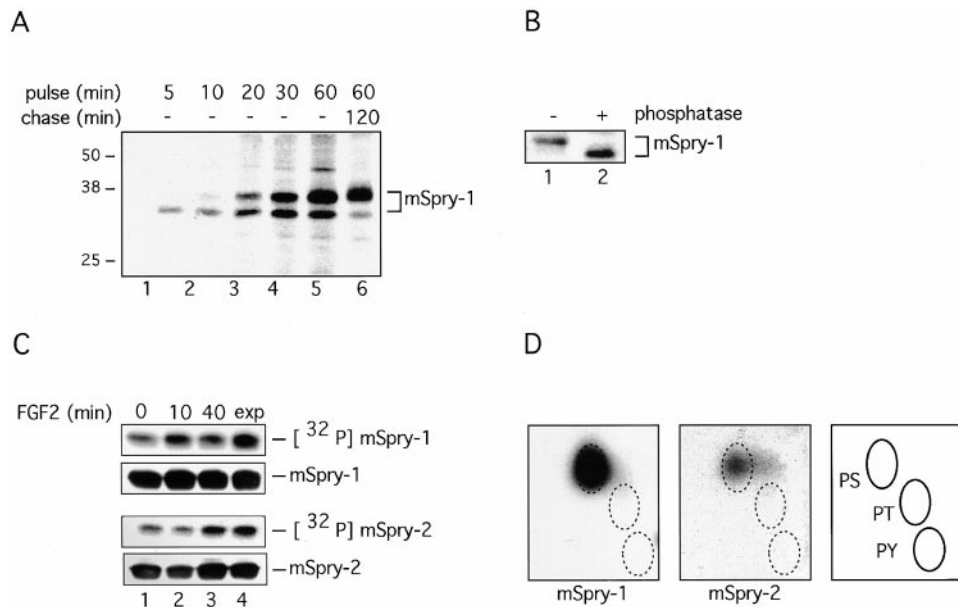 A
pulse (min) 5 10 20 30 60 60
chase (min) - - - - - 120
50 –
38 –
25 –
mSpry-1
1 2 3 4 5 6
B
- + phosphatase
mSpry-1
1 2
C
FGF2 (min) 0 10 40 exp
– [ 32 P] mSpry-1
– mSpry-1
– [ 32 P] mSpry-2
– mSpry-2
1 2 3 4
D
PS
PT
PY
mSpry-1 mSpry-2